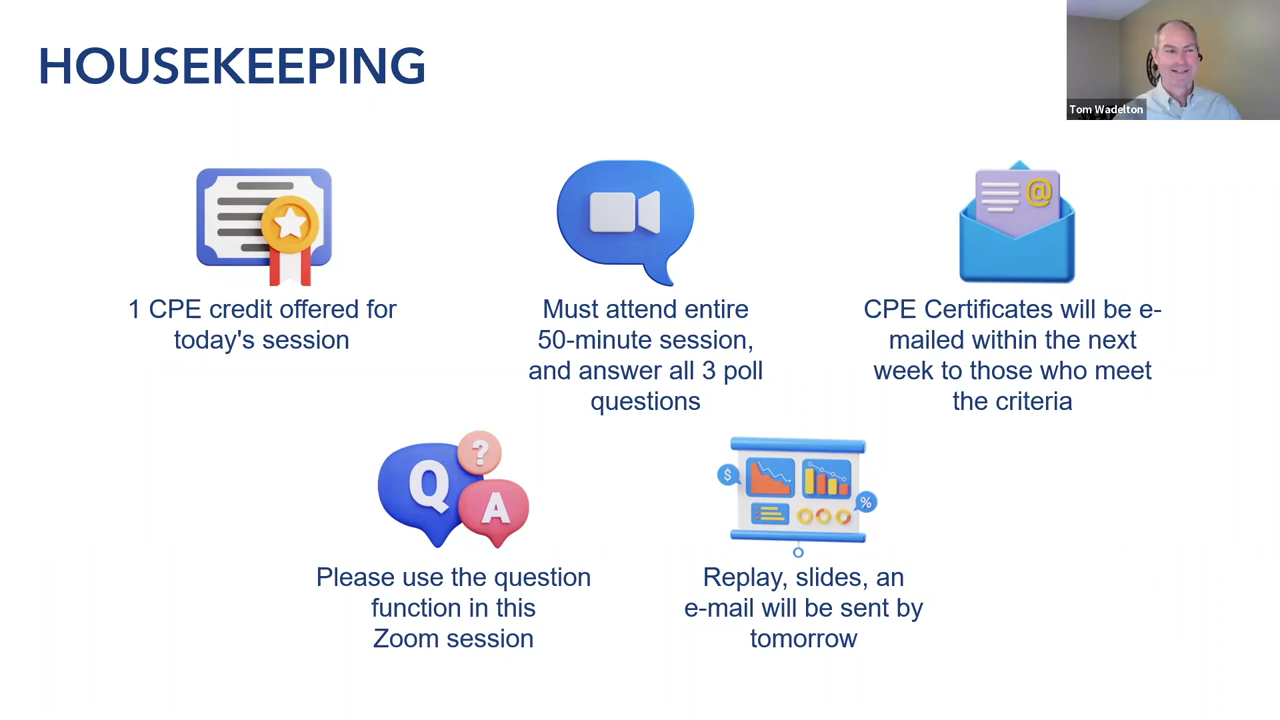 HOUSEKEEPING
Tom Wadelton
@
1 CPE credit offered for
today's session
Must attend entire
50-minute session,
and answer all 3 poll
questions
CPE Certificates will be e-
mailed within the next
week to those who meet
the criteria
Q
?
A
$
%
Please use the question
function in this
Zoom session
Replay, slides, an
e-mail will be sent by
tomorrow